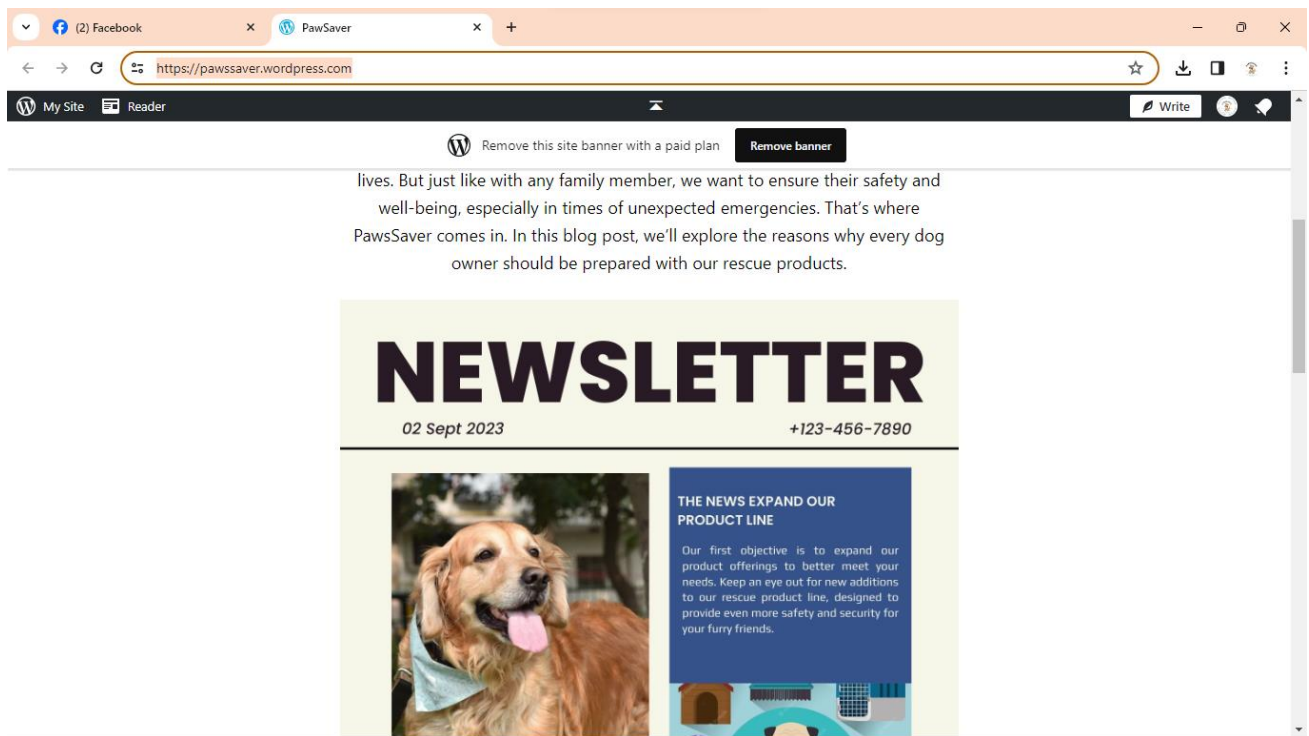 (2) Facebook
PawSaver
https://pawssaver.wordpress.com
My Site
Reader
Write
Remove this site banner with a paid plan
Remove banner
lives. But just like with any family member, we want to ensure their safety and
well-being, especially in times of unexpected emergencies. That’s where
PawsSaver comes in. In this blog post, we’ll explore the reasons why every dog
owner should be prepared with our rescue products.
NEWSLETTER
02 Sept 2023
+123-456-7890
THE NEWS EXPAND OUR
PRODUCT LINE
Our first objective is to expand our
product offerings to better meet your
needs. Keep an eye out for new additions
to our rescue product line, designed to
provide even more safety and security for
your furry friends.